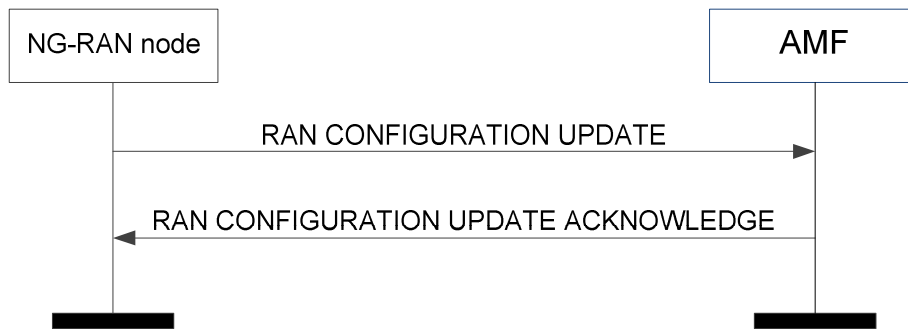 NG-RAN node
AMF
RAN CONFIGURATION UPDATE
RAN CONFIGURATION UPDATE ACKNOWLEDGE